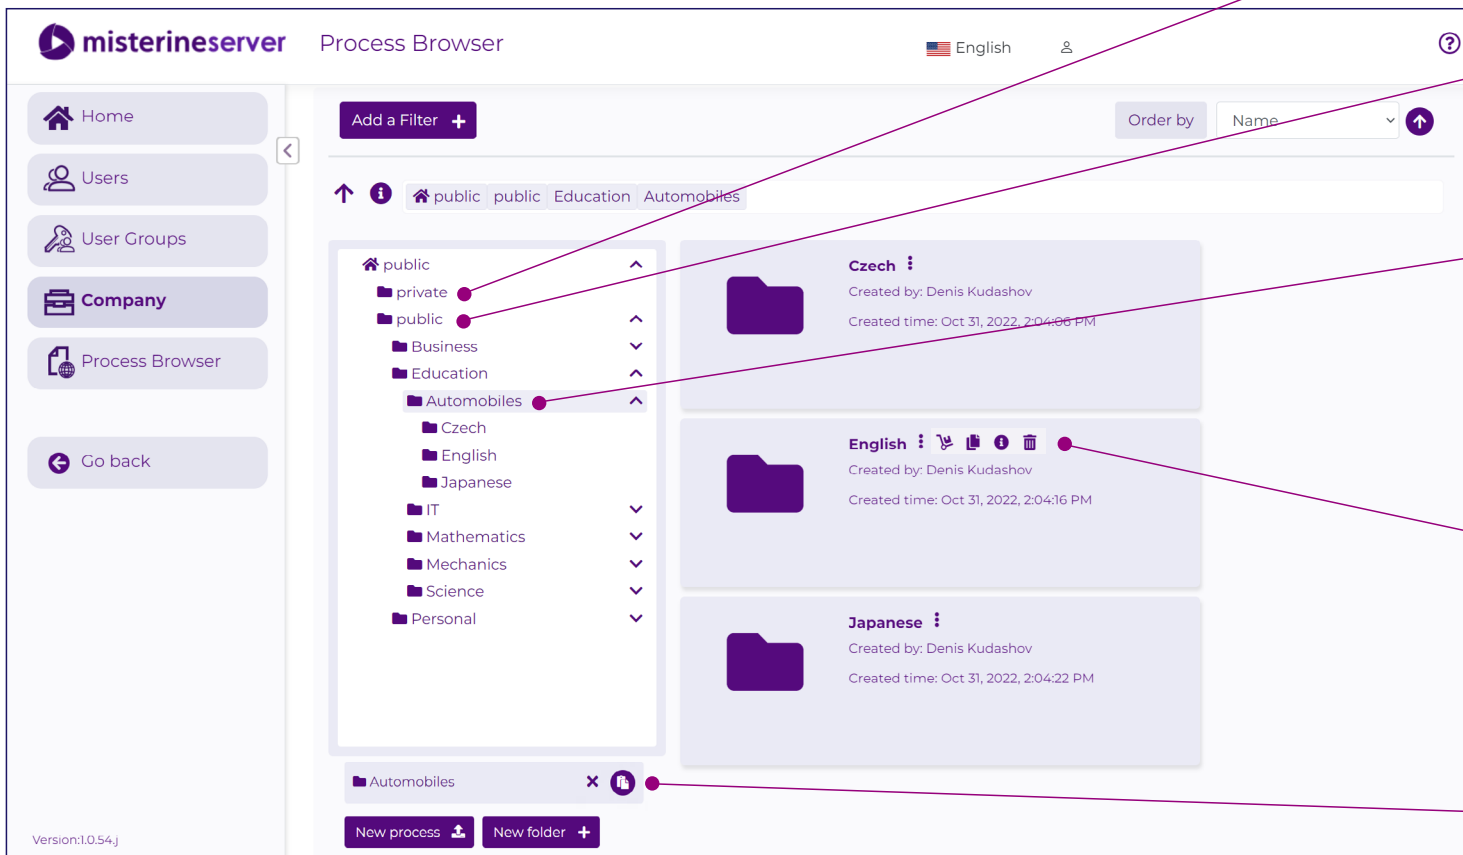 misterineserver
Process Browser
English
Home
Users
User Groups
Company
Process Browser
Go back
Version:1.0.54.j
Add a Filter
Order by
Name
public public Education Automobiles
public
private
public
Business
Education
Automobiles
Czech
English
Japanese
IT
Mathematics
Mechanics
Science
Personal
Automobiles
New process
New folder
Czech
Created by: Denis Kudashov
Created time: Oct 31, 2022, 2:04:06 PM
English
Created by: Denis Kudashov
Created time: Oct 31, 2022, 2:04:16 PM
Japanese
Created by: Denis Kudashov
Created time: Oct 31, 2022, 2:04:22 PM